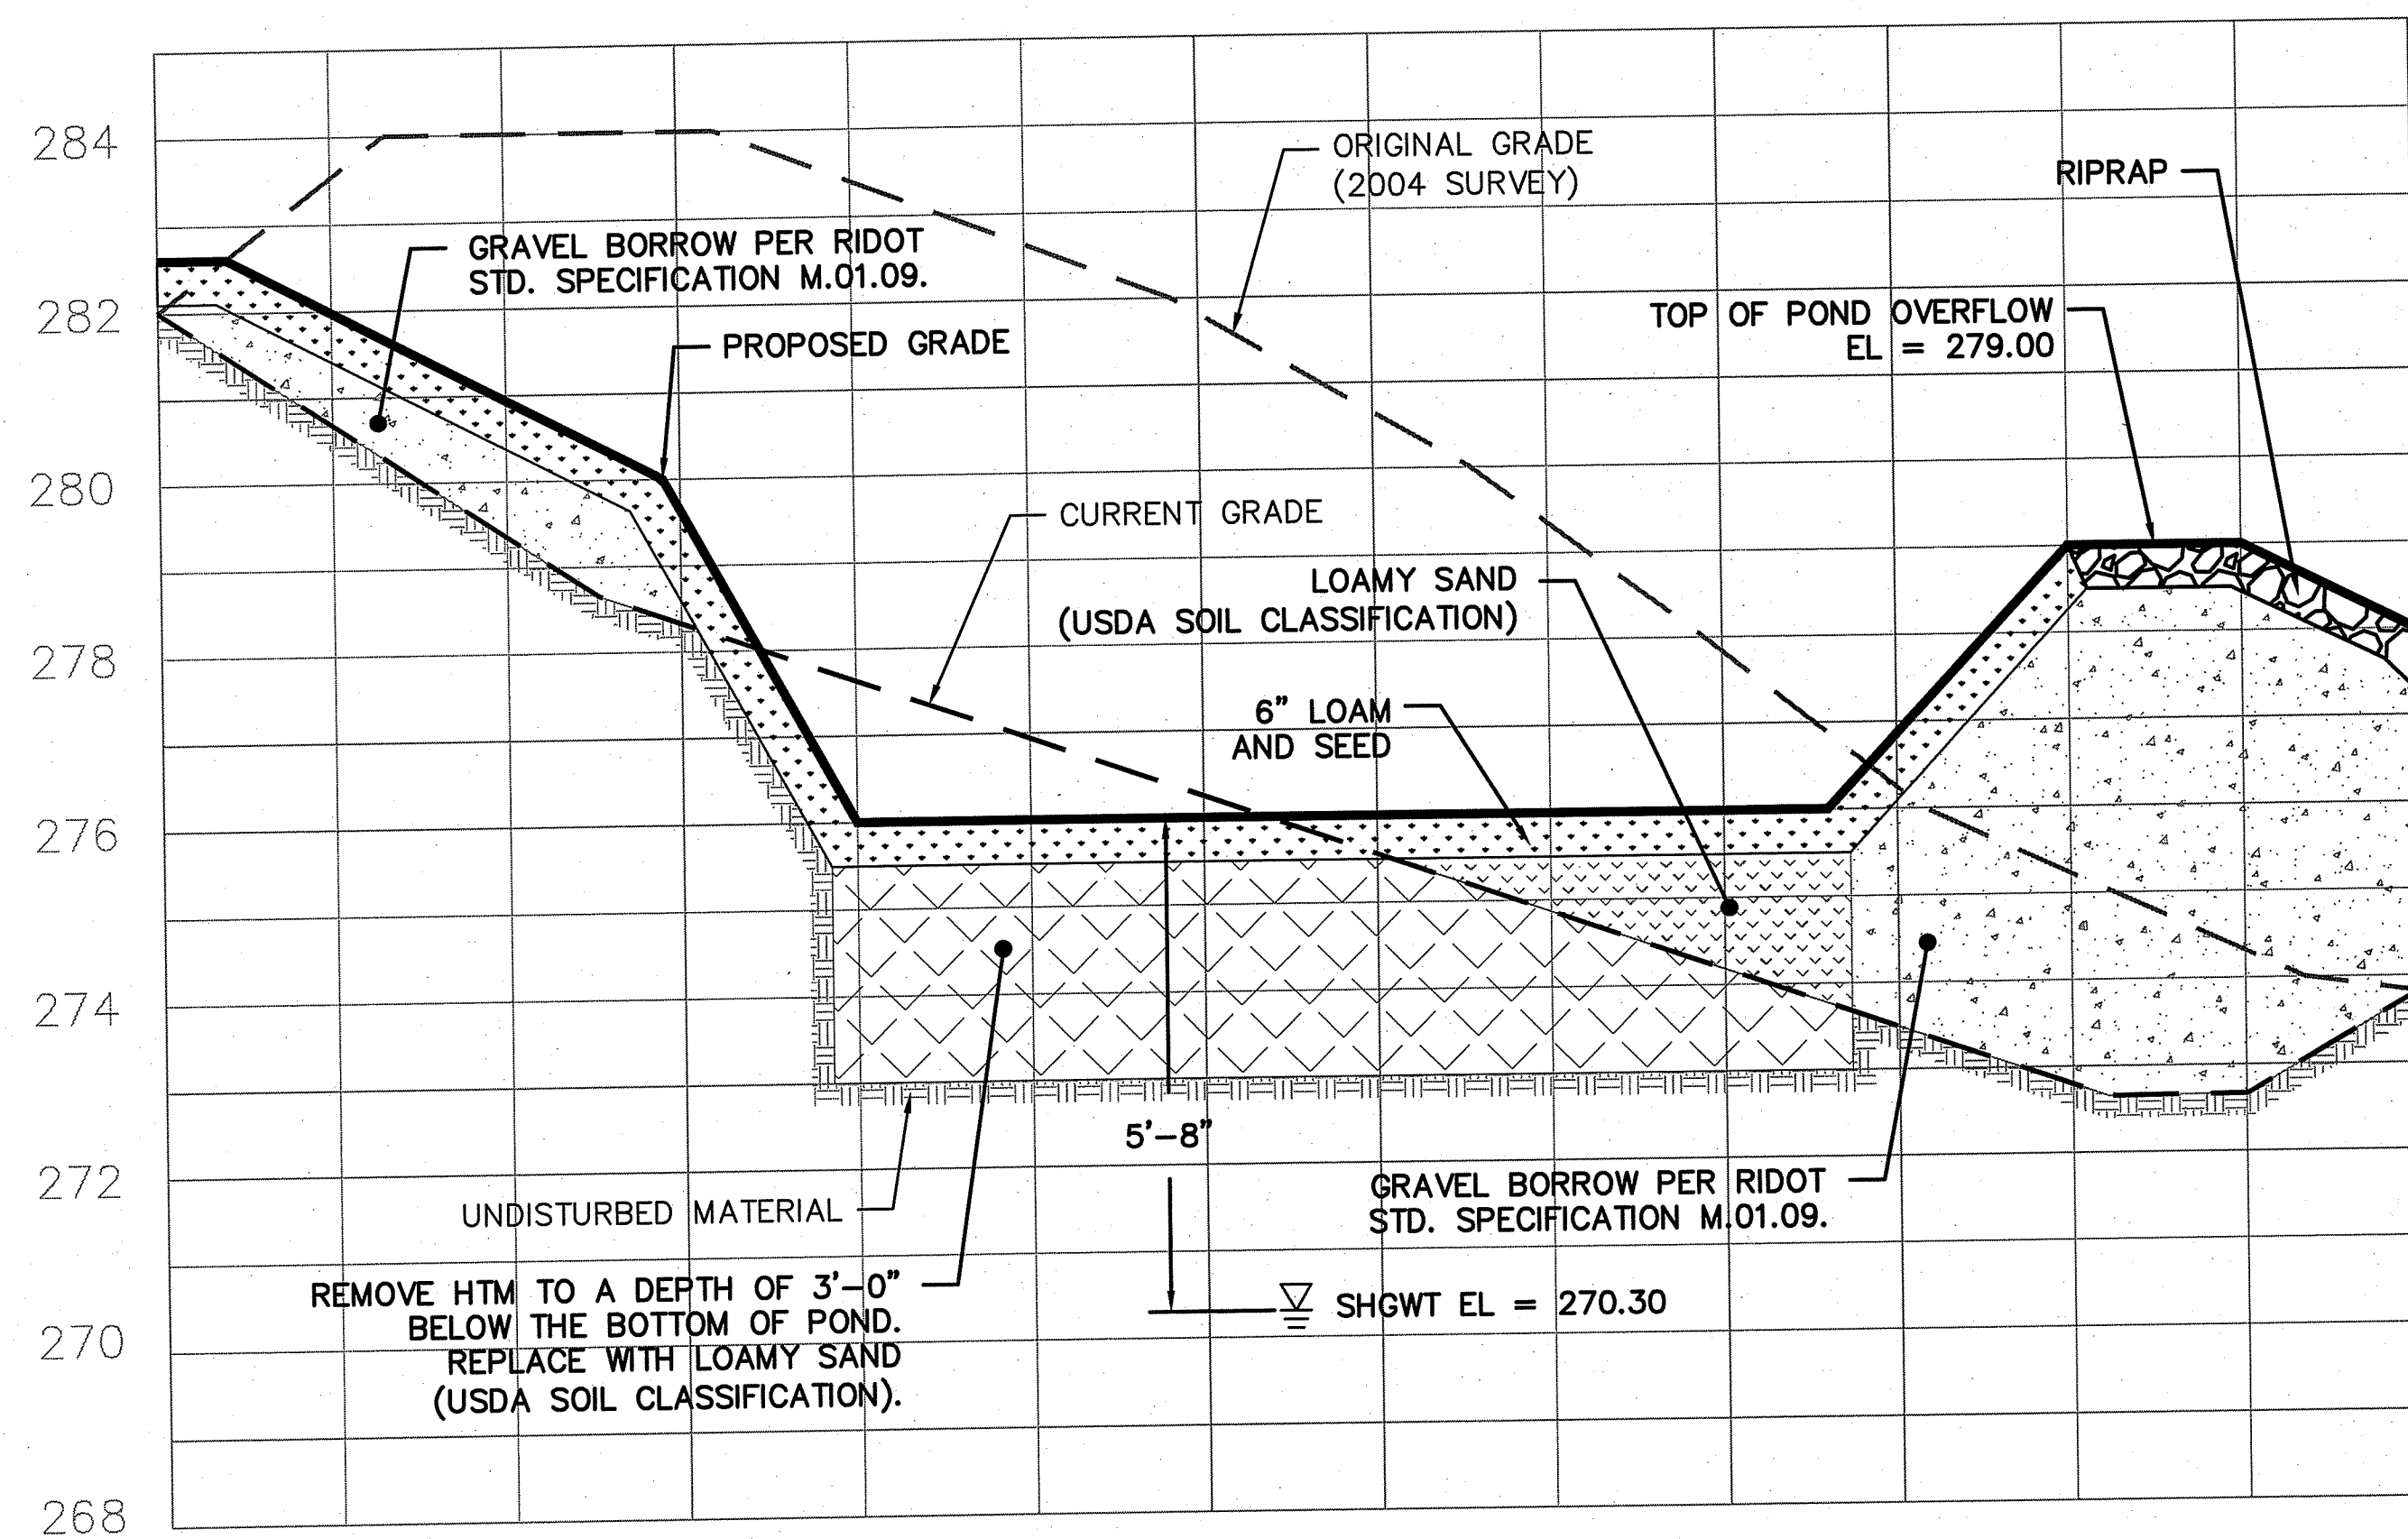 284
282
280
278
276
274
272
270
268
ORIGINAL GRADE
(2004 SURVEY)
RIPRAP
GRAVEL BORROW PER RIDOT
STD. SPECIFICATION M.01.09.
PROPOSED GRADE
TOP OF POND OVERFLOW
EL = 279.00
CURRENT GRADE
LOAMY SAND
(USDA SOIL CLASSIFICATION)
6" LOAM
AND SEED
5'-8"
UNDISTURBED MATERIAL
GRAVEL BORROW PER RIDOT
STD. SPECIFICATION M.01.09.
REMOVE HTM TO A DEPTH OF 3'-0"
BELOW THE BOTTOM OF POND.
REPLACE WITH LOAMY SAND
(USDA SOIL CLASSIFICATION).
SHGWT EL = 270.30